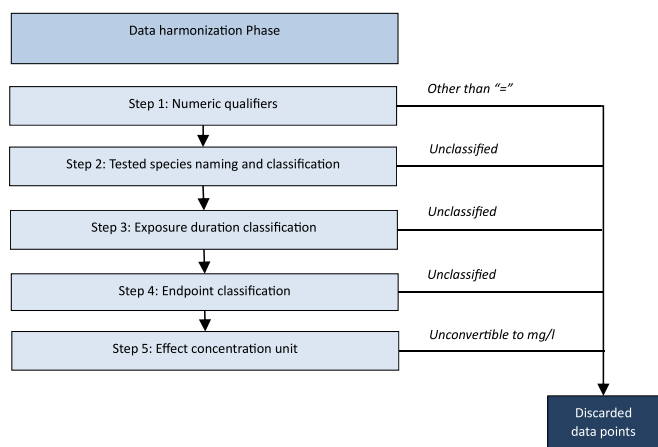 Data harmonization Phase
Step 1: Numeric qualifiers
Other than “=”
Step 2: Tested species naming and classification
Unclassified
Step 3: Exposure duration classification
Unclassified
Step 4: Endpoint classification
Unclassified
Step 5: Effect concentration unit
Unconvertible to mg/l
Discarded
data points